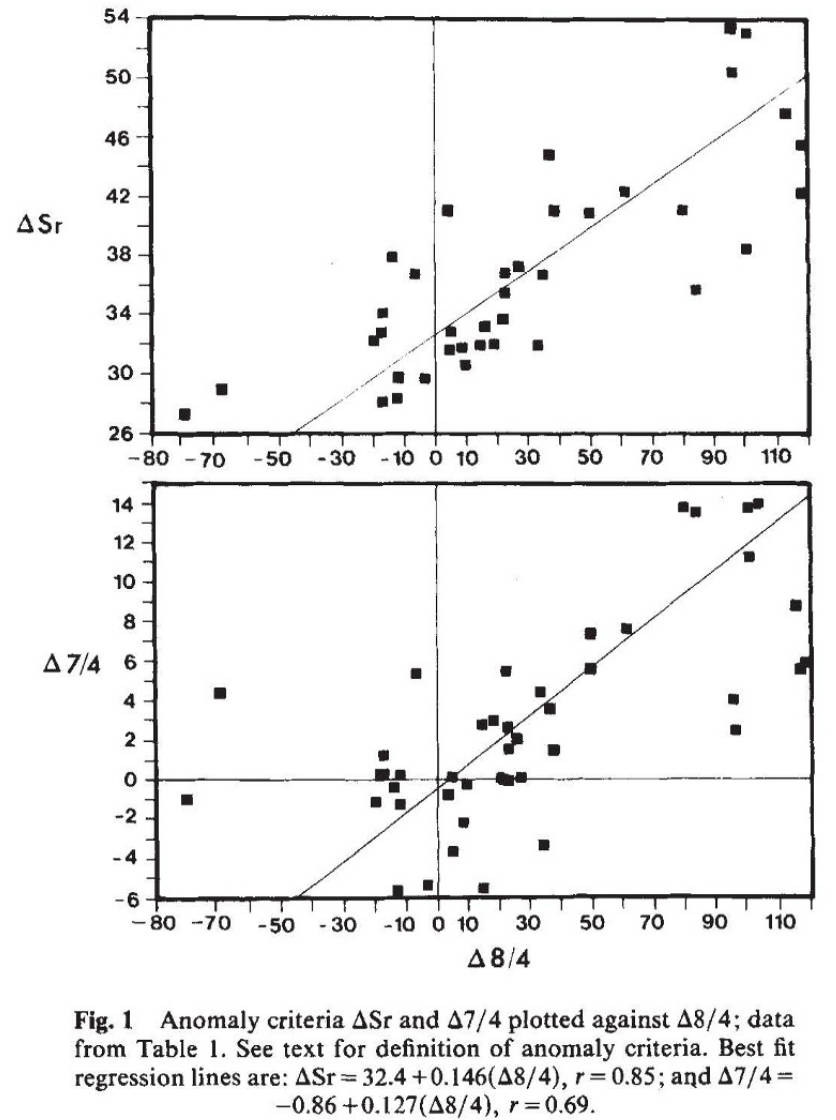 54
50
46
42
ΔSr
38
34
30
26
-80 -70 -50 -30 -10 0 10 30 50 70 90 110
14
12
10
8
Δ7/4
6
4
2
0
-2
-4
-6
-80 -70 -50 -30 -10 0 10 30 50 70 90 110
Δ8/4
Fig. 1 Anomaly criteria ΔSr and Δ7/4 plotted against Δ8/4; data
from Table 1. See text for definition of anomaly criteria. Best fit
regression lines are: ΔSr = 32.4 + 0.146(Δ8/4), r = 0.85; and Δ7/4 =
−0.86 + 0.127(Δ8/4), r = 0.69.